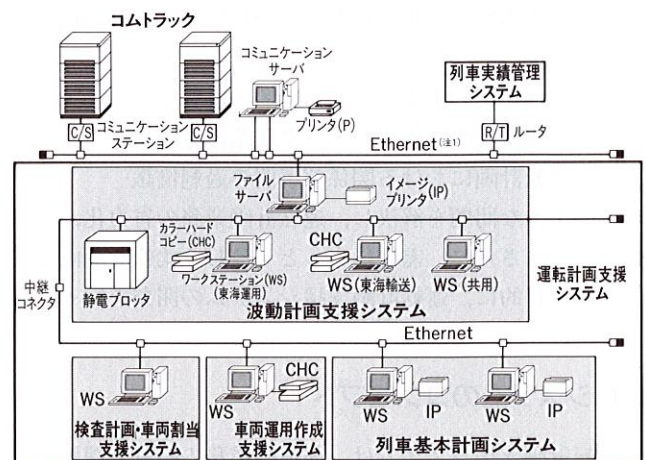 コムトラック
コミュニケーション
サーバ
プリンタ(P)
列車実績管理
システム
C/S
コミュニケーション
ステーション
C/S
R/T
ルータ
Ethernet(注1)
ファイル
サーバ
イメージ
プリンタ(IP)
カラーハード
コピー(CHC)
静電プロッタ
ワークステーション(WS)
(東海運用)
CHC
WS(東海輸送)
WS(共用)
中継
コネクタ
波動計画支援システム
運転計画支援
システム
Ethernet
WS
検査計画・車両割当
支援システム
CHC
WS
車両運用作成
支援システム
WS
IP
WS
IP
列車基本計画システム